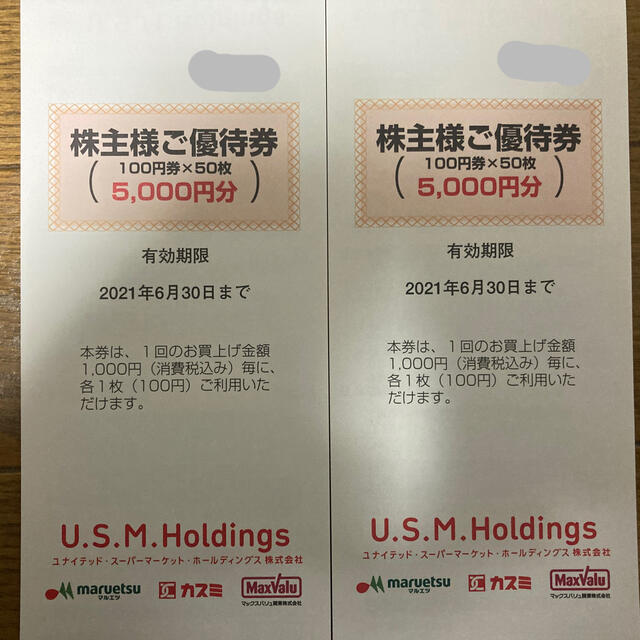 株主様ご優待券
100円券×50枚
(5,000円分)
有効期限
2021年6月30日まで
本券は、1回のお買上げ金額
1,000円（消費税込み）毎に、
各1枚（100円）ご利用いた
だけます。
U.S.M.Holdings
ユナイテッド・スーパーマーケット・ホールディングス株式会社
maruetsu
マルエツ
カスミ
MaxValu
マックスバリュ関東株式会社
株主様ご優待券
100円券×50枚
(5,000円分)
有効期限
2021年6月30日まで
本券は、1回のお買上げ金額
1,000円（消費税込み）毎に、
各1枚（100円）ご利用いた
だけます。
U.S.M.Holdings
ユナイテッド・スーパーマーケット・ホールディングス株式会社
maruetsu
マルエツ
カスミ
MaxValu
マックスバリュ関東株式会社